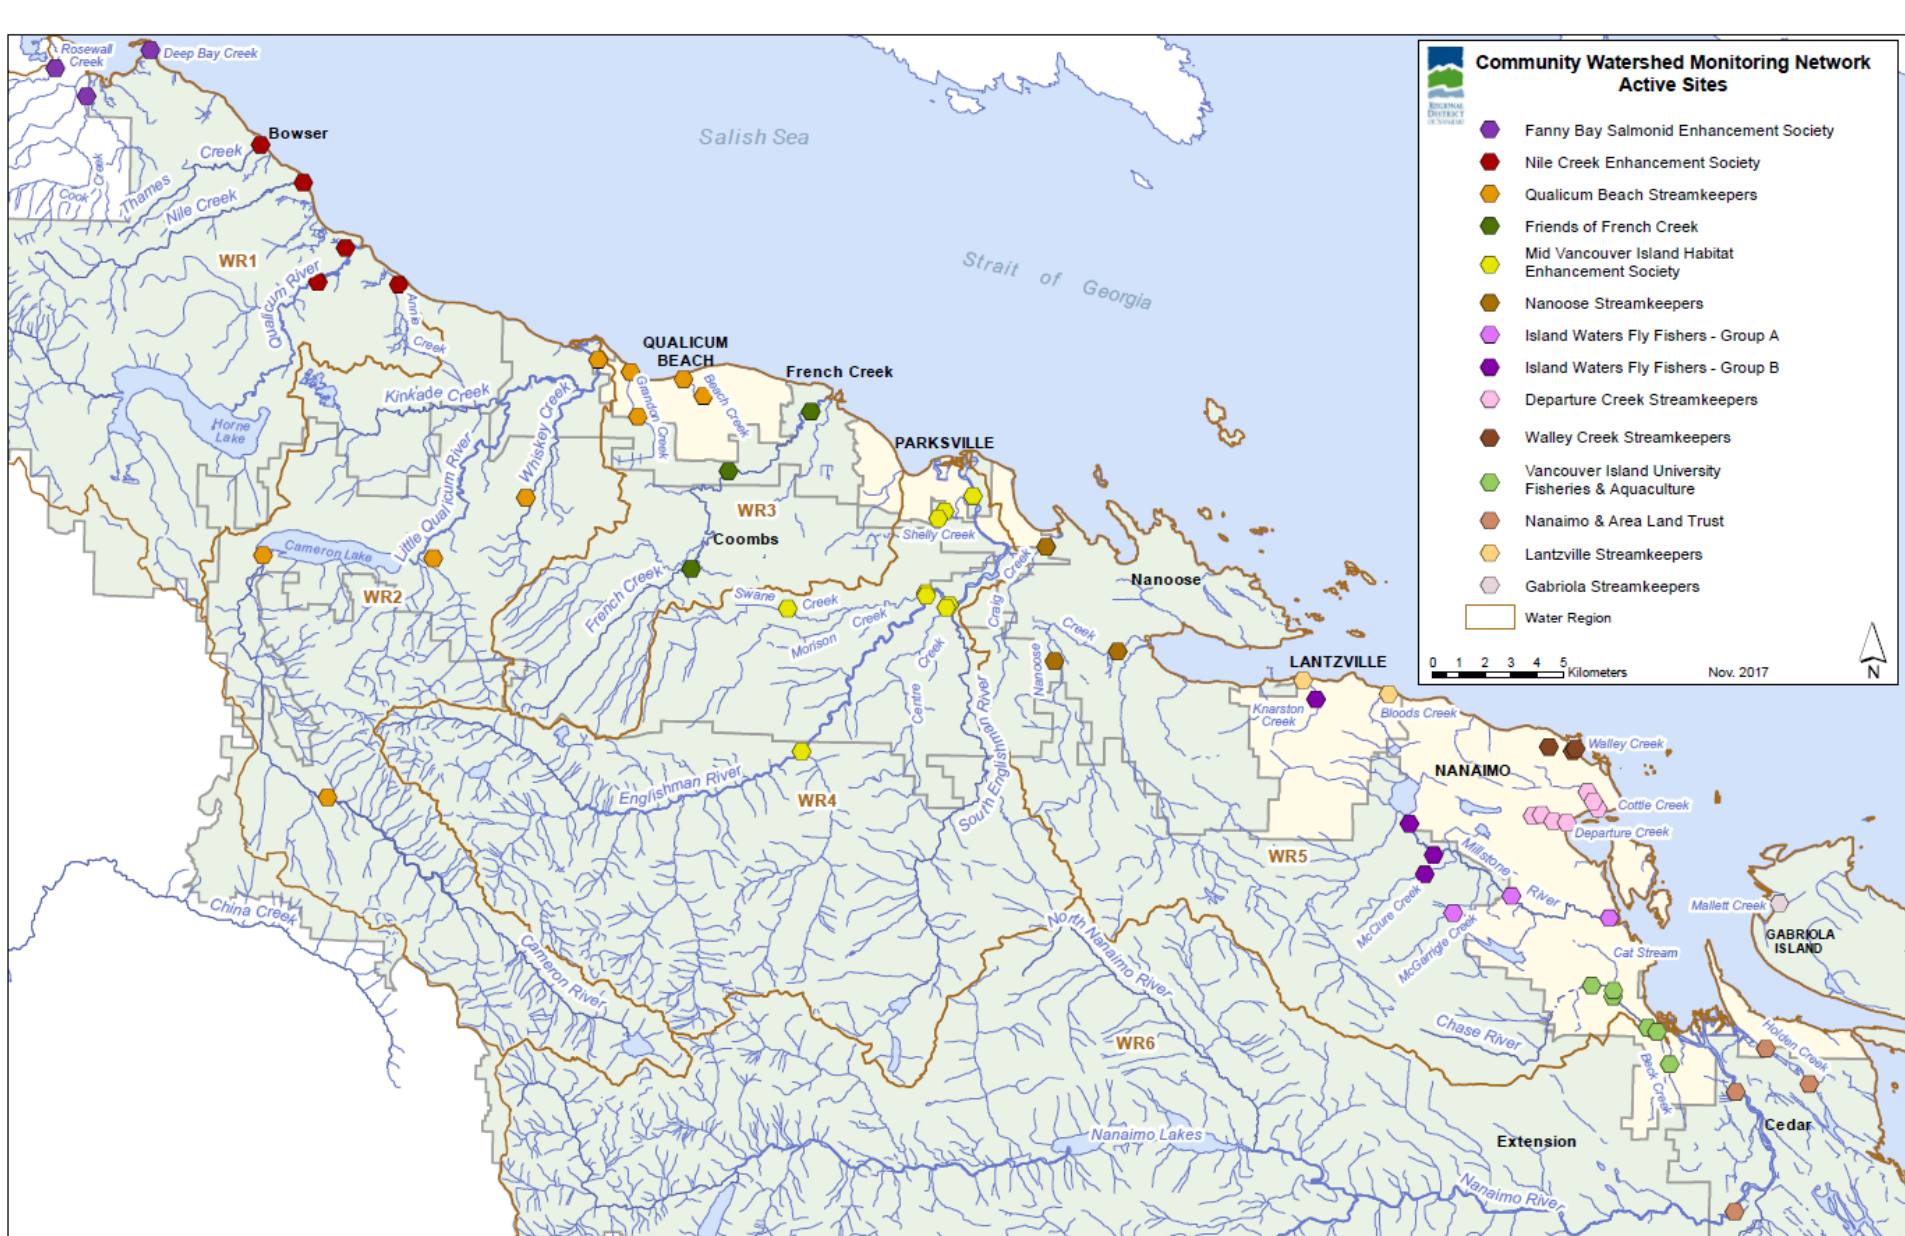 Community Watershed Monitoring Network
Active Sites
REGIONAL
DISTRICT
OF NANAIMO
Fanny Bay Salmonid Enhancement Society
Nile Creek Enhancement Society
Qualicum Beach Streamkeepers
Friends of French Creek
Mid Vancouver Island Habitat
Enhancement Society
Nanoose Streamkeepers
Island Waters Fly Fishers - Group A
Island Waters Fly Fishers - Group B
Departure Creek Streamkeepers
Walley Creek Streamkeepers
Vancouver Island University
Fisheries & Aquaculture
Nanaimo & Area Land Trust
Lantzville Streamkeepers
Gabriola Streamkeepers
Water Region
0 1 2 3 4 5
Kilometers
Nov. 2017
N
Rosewall
Creek
Deep Bay Creek
Bowser
Thames Creek
Cook Creek
Nile Creek
WR1
Qualicum River
Annie Creek
Salish Sea
Strait of Georgia
QUALICUM
BEACH
French Creek
Kinkade Creek
Whiskey Creek
Grandon Creek
Beach Creek
Horne
Lake
Little Qualicum River
PARKSVILLE
WR3
Coombs
Shelly Creek
Cameron Lake
WR2
French Creek
Swane Creek
Morison Creek
Craig Creek
Nanoose
Nanoose Creek
Centre Creek
South Englishman River
Englishman River
WR4
LANTZVILLE
Knarston
Creek
Bloods Creek
Walley Creek
NANAIMO
Cottle Creek
Departure Creek
WR5
Millstone River
McClure Creek
McGarrigle Creek
Mallett Creek
GABRIOLA
ISLAND
Cat Stream
China Creek
Cameron River
North Nanaimo River
WR6
Chase River
Holden Creek
Beck Creek
Cedar
Extension
Nanaimo Lakes
Nanaimo River